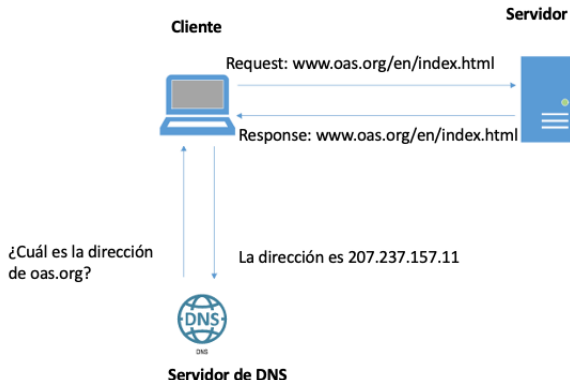 Cliente
Servidor
Request: www.oas.org/en/index.html
Response: www.oas.org/en/index.html
¿Cuál es la dirección
de oas.org?
La dirección es 207.237.157.11
DNS
DNS
Servidor de DNS